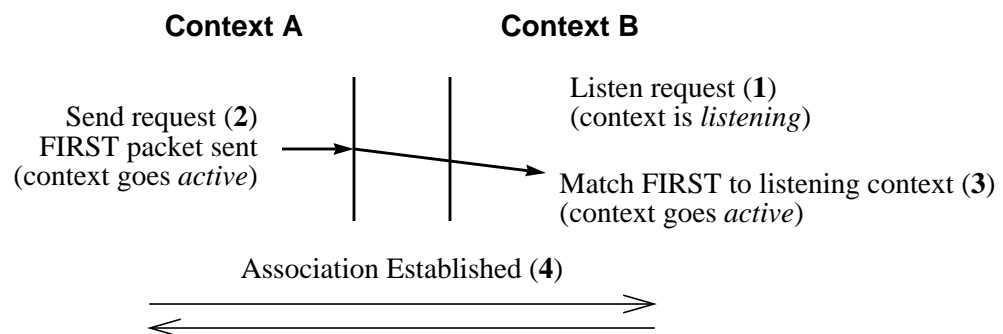 Context A
Context B
Listen request (1)
(context is listening)
Send request (2)
FIRST packet sent
(context goes active)
Match FIRST to listening context (3)
(context goes active)
Association Established (4)